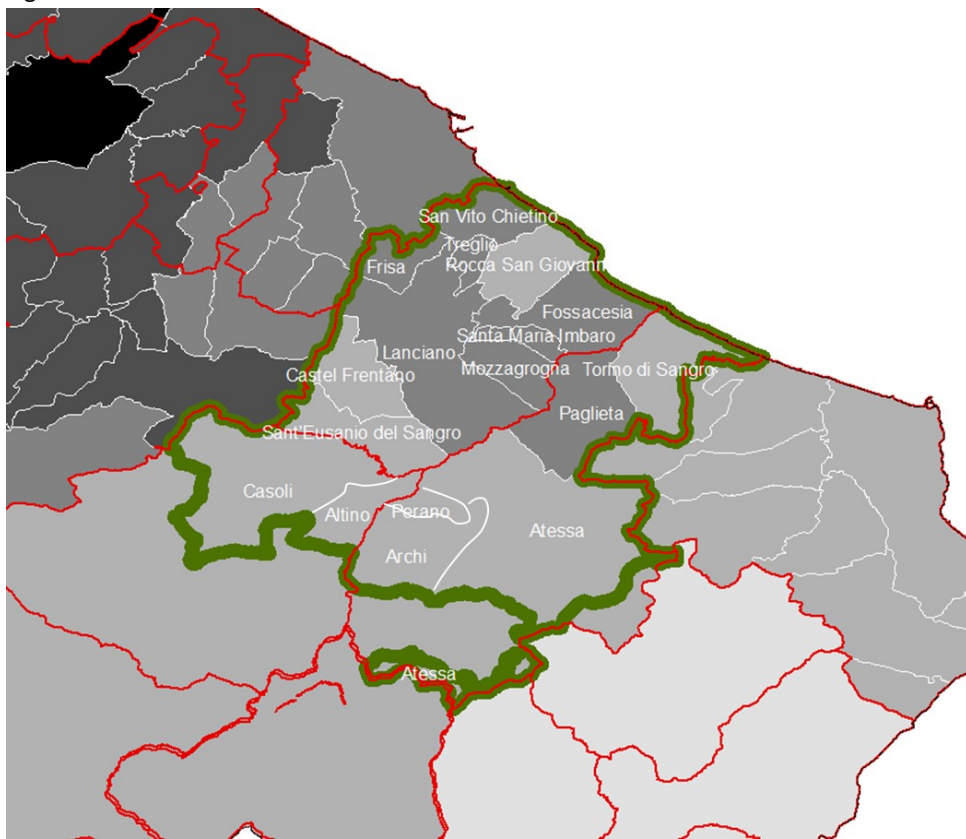 San Vito Chietino
Treglio
Frisa
Rocca San Giovann
Fossacesia
Santa Maria Imbaro
Lanciano
Castel Frentano
Mozzagrogna
Torino di Sangro
Paglieta
Sant'Eusanio del Sangro
Casoli
Altino
Perano
Atessa
Archi
Atessa